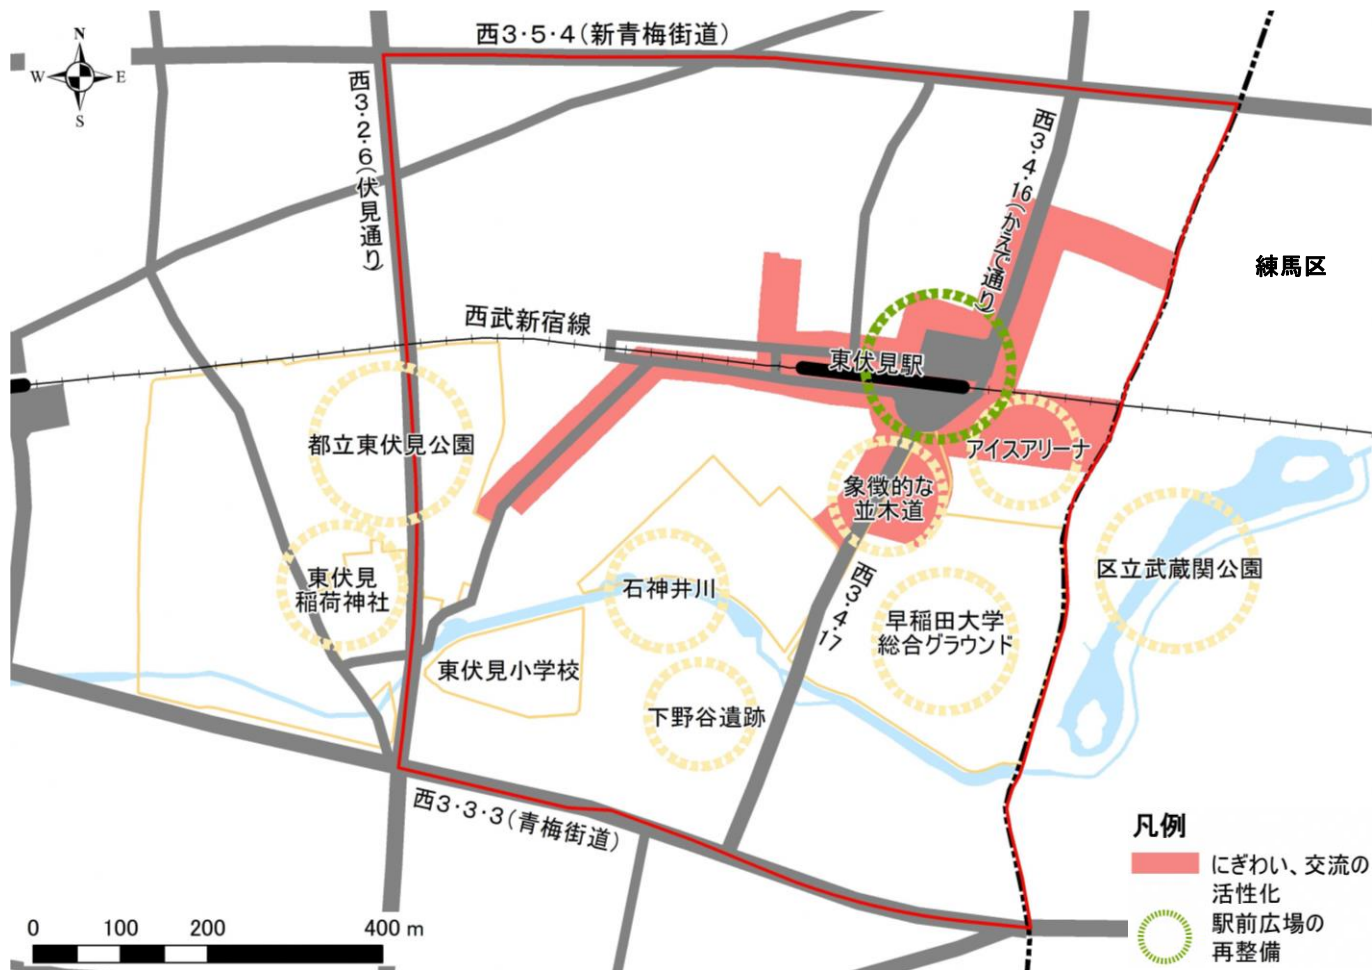 N
W E
S
西3・5・4(新青梅街道)
西3・2・6(伏見通り)
西3・4・16(かえで通り)
練馬区
西武新宿線
東伏見駅
都立東伏見公園
アイスアリーナ
象徴的な
並木道
東伏見
稲荷神社
石神井川
西3・4・17
区立武蔵関公園
早稲田大学
総合グラウンド
東伏見小学校
下野谷遺跡
西3・3・3(青梅街道)
凡例
にぎわい、交流の
活性化
駅前広場の
再整備
0 100 200 400 m